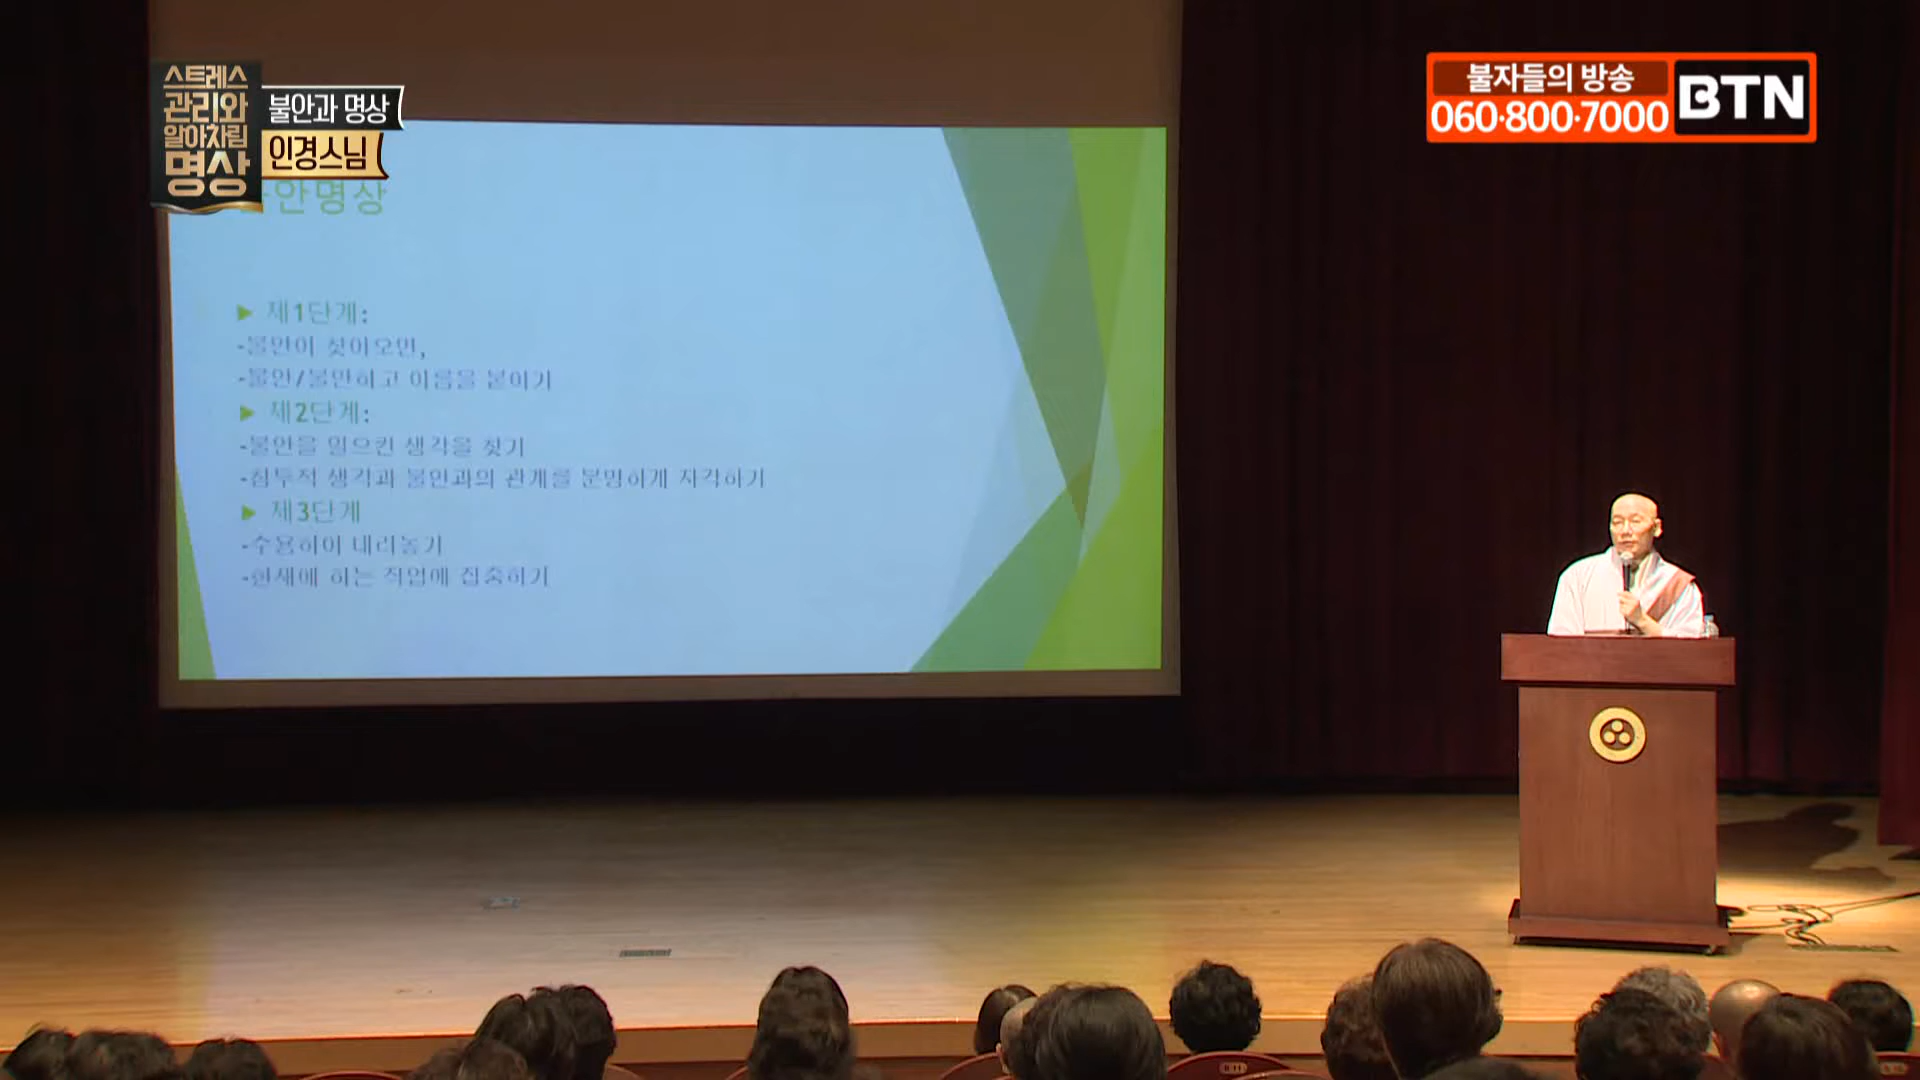 스트레스
관리와
알아차림
명상
불안과 명상
인경스님
불자들의 방송
060·800·7000
BTN
안명상
▶ 제1단계:
-불안이 찾아오면,
-불안/불안하고 이름을 붙이기
▶ 제2단계:
-불안을 일으킨 생각을 찾기
-침투적 생각과 불안과의 관계를 분명하게 자각하기
▶ 제3단계
-수용하여 내려놓기
-현재에 하는 작업에 집중하기